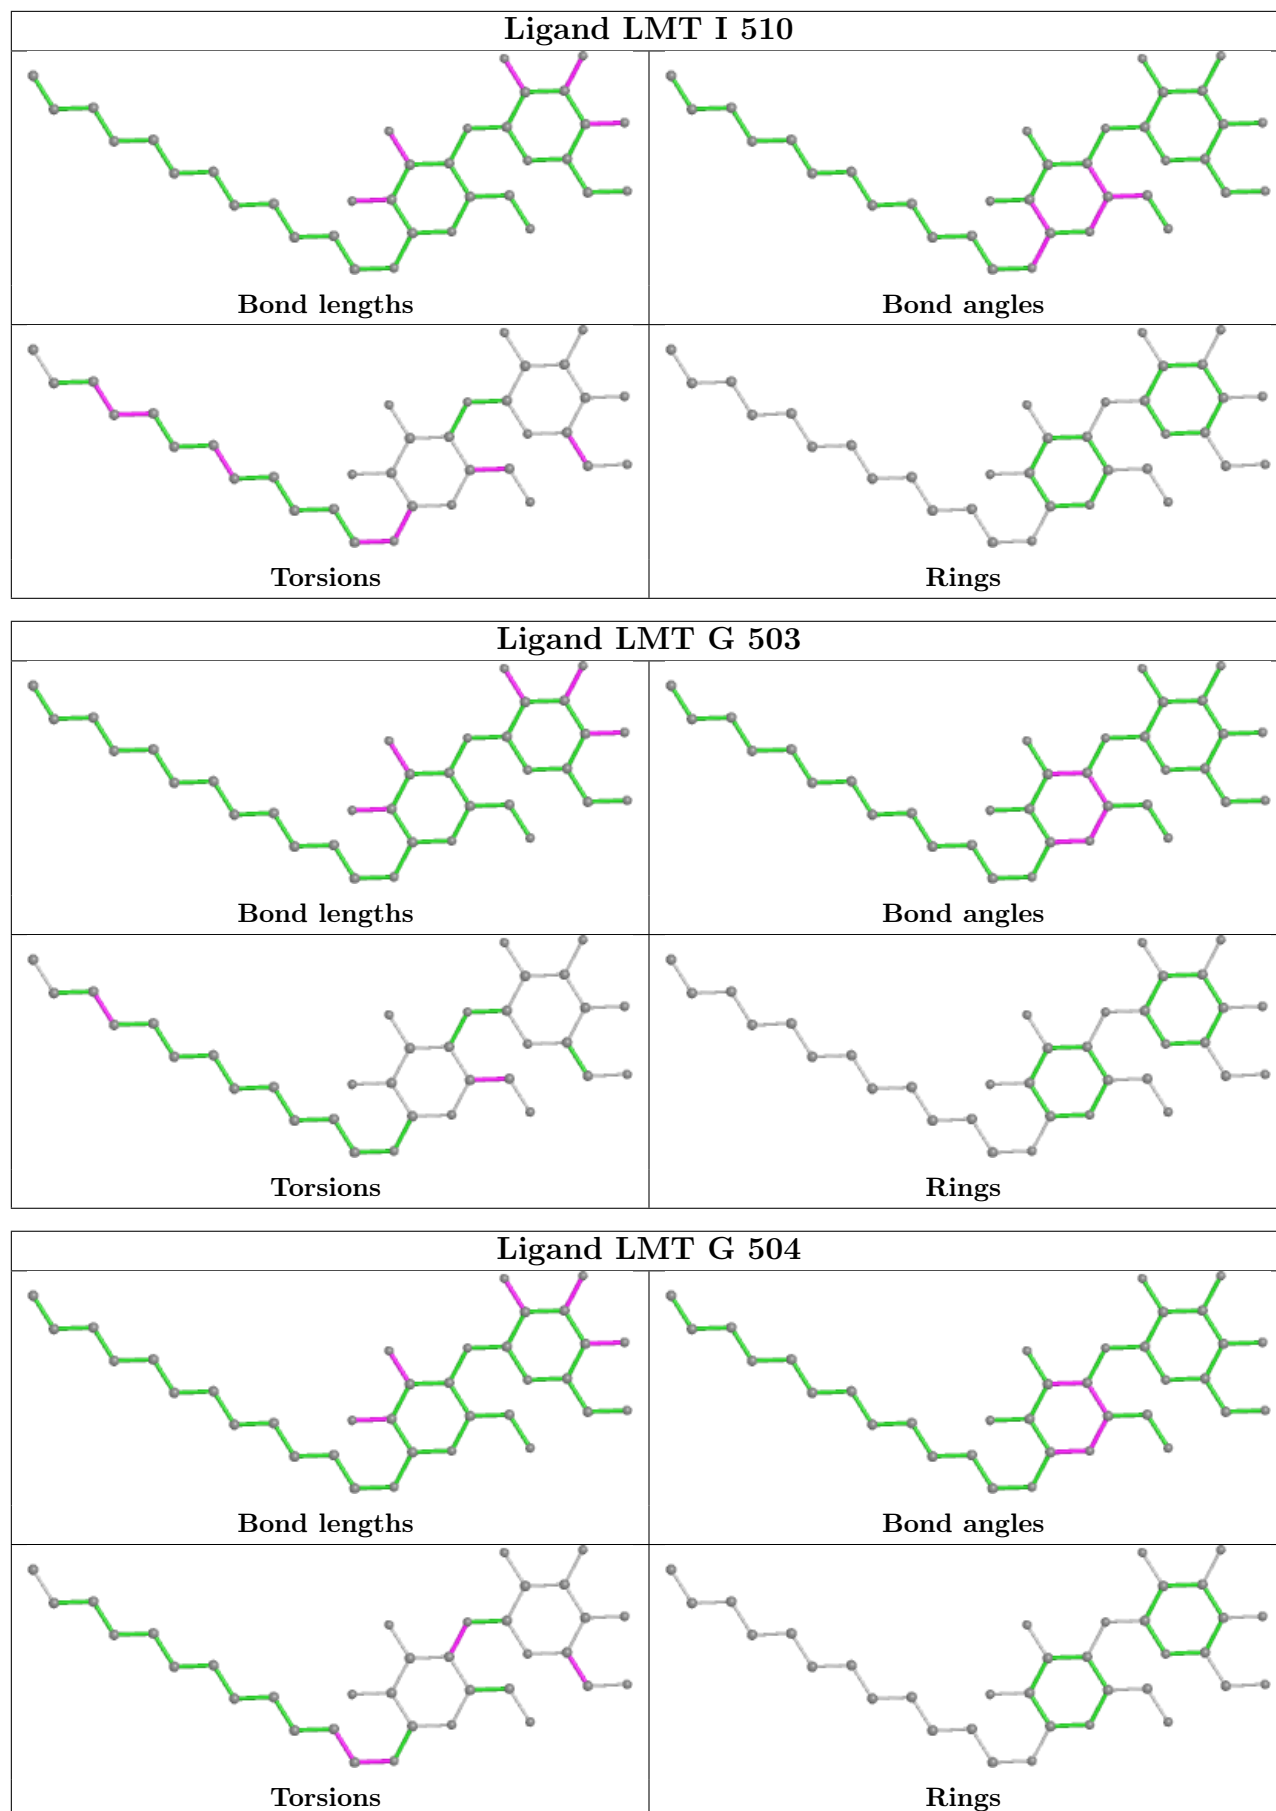 Ligand LMT I 510
Bond lengths
Bond angles
Torsions
Rings
Ligand LMT G 503
Bond lengths
Bond angles
Torsions
Rings
Ligand LMT G 504
Bond lengths
Bond angles
Torsions
Rings